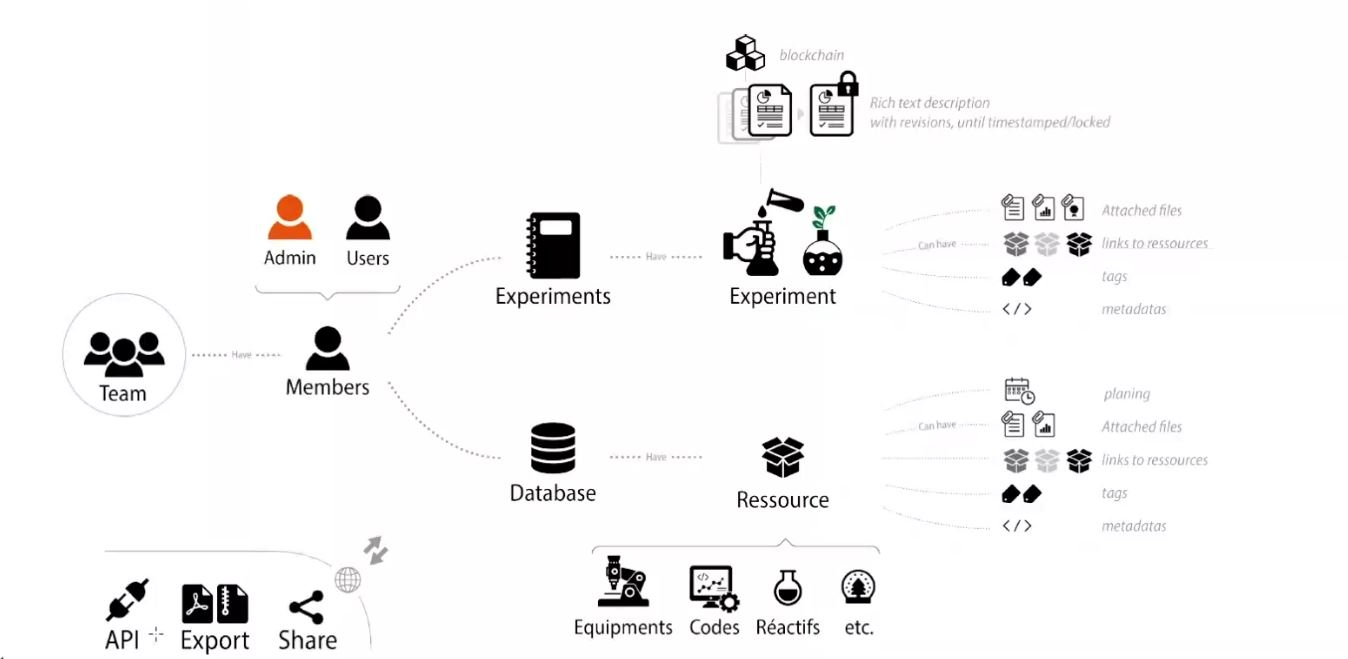 blockchain
Rich text description
with revisions, until timestamped/locked
Admin
Users
Experiments
Have
Experiment
Can have
Attached files
links to ressources
tags
metadatas
Team
Have
Members
Database
Have
Ressource
Can have
planing
Attached files
links to ressources
tags
metadatas
API
Export
Share
Equipments
Codes
Réactifs
etc.